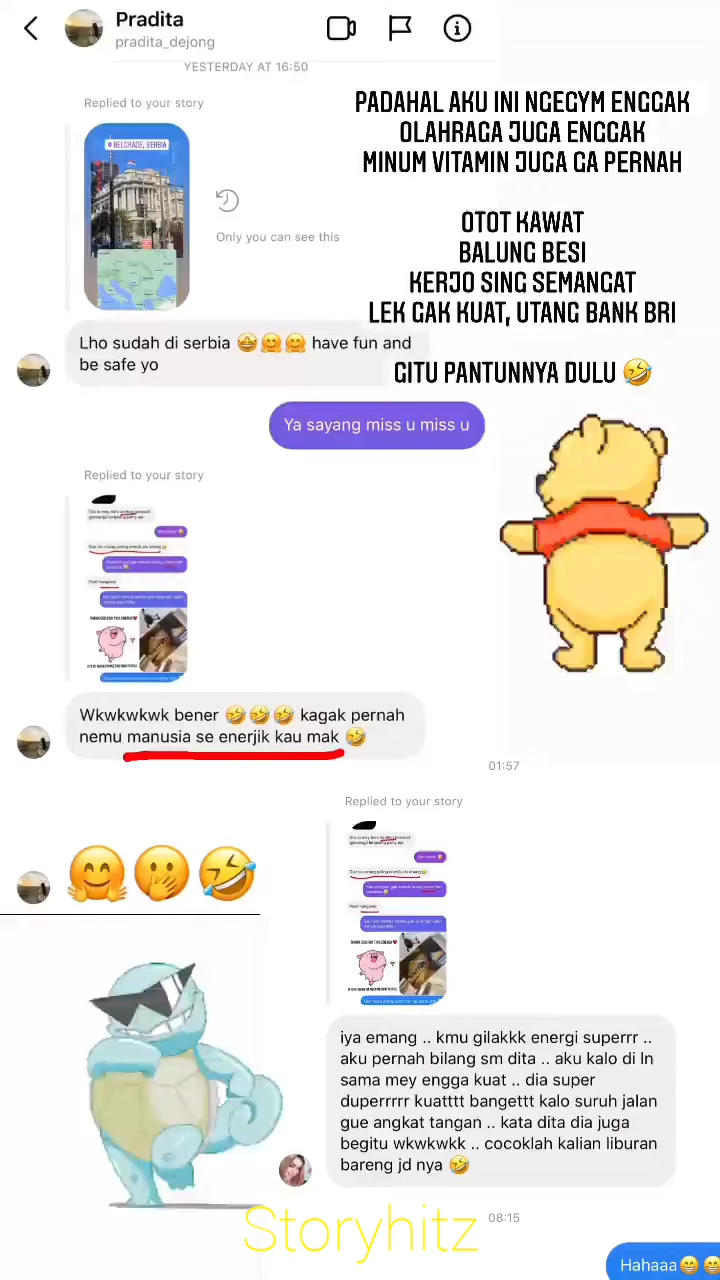 Pradita
pradita_dejong
YESTERDAY AT 16:50
Replied to your story
BELGRADE, SERBIA
Only you can see this
PADAHAL AKU INI NGEGYM ENGGAK
OLAHRAGA JUGA ENGGAK
MINUM VITAMIN JUGA GA PERNAH
OTOT KAWAT
BALUNG BESI
KERJO SING SEMANGAT
LEK GAK KUAT, UTANG BANK BRI
GITU PANTUNNYA DULU 🤣
Lho sudah di serbia 🤩🤗🤗 have fun and
be safe yo
Ya sayang miss u miss u
Replied to your story
Wkwkwkwk bener 🤣🤣🤣 kagak pernah
nemu manusia se enerjik kau mak 🤣
01:57
Replied to your story
🤗🤭🤣
iya emang .. kmu gilakkk energi superrr ..
aku pernah bilang sm dita .. aku kalo di ln
sama mey engga kuat .. dia super
duperrrrr kuatttt bangettt kalo suruh jalan
gue angkat tangan .. kata dita dia juga
begitu wkwkwkk .. cocoklah kalian liburan
bareng jd nya 🤣
Storyhitz
08:15
Hahaaa😁😁